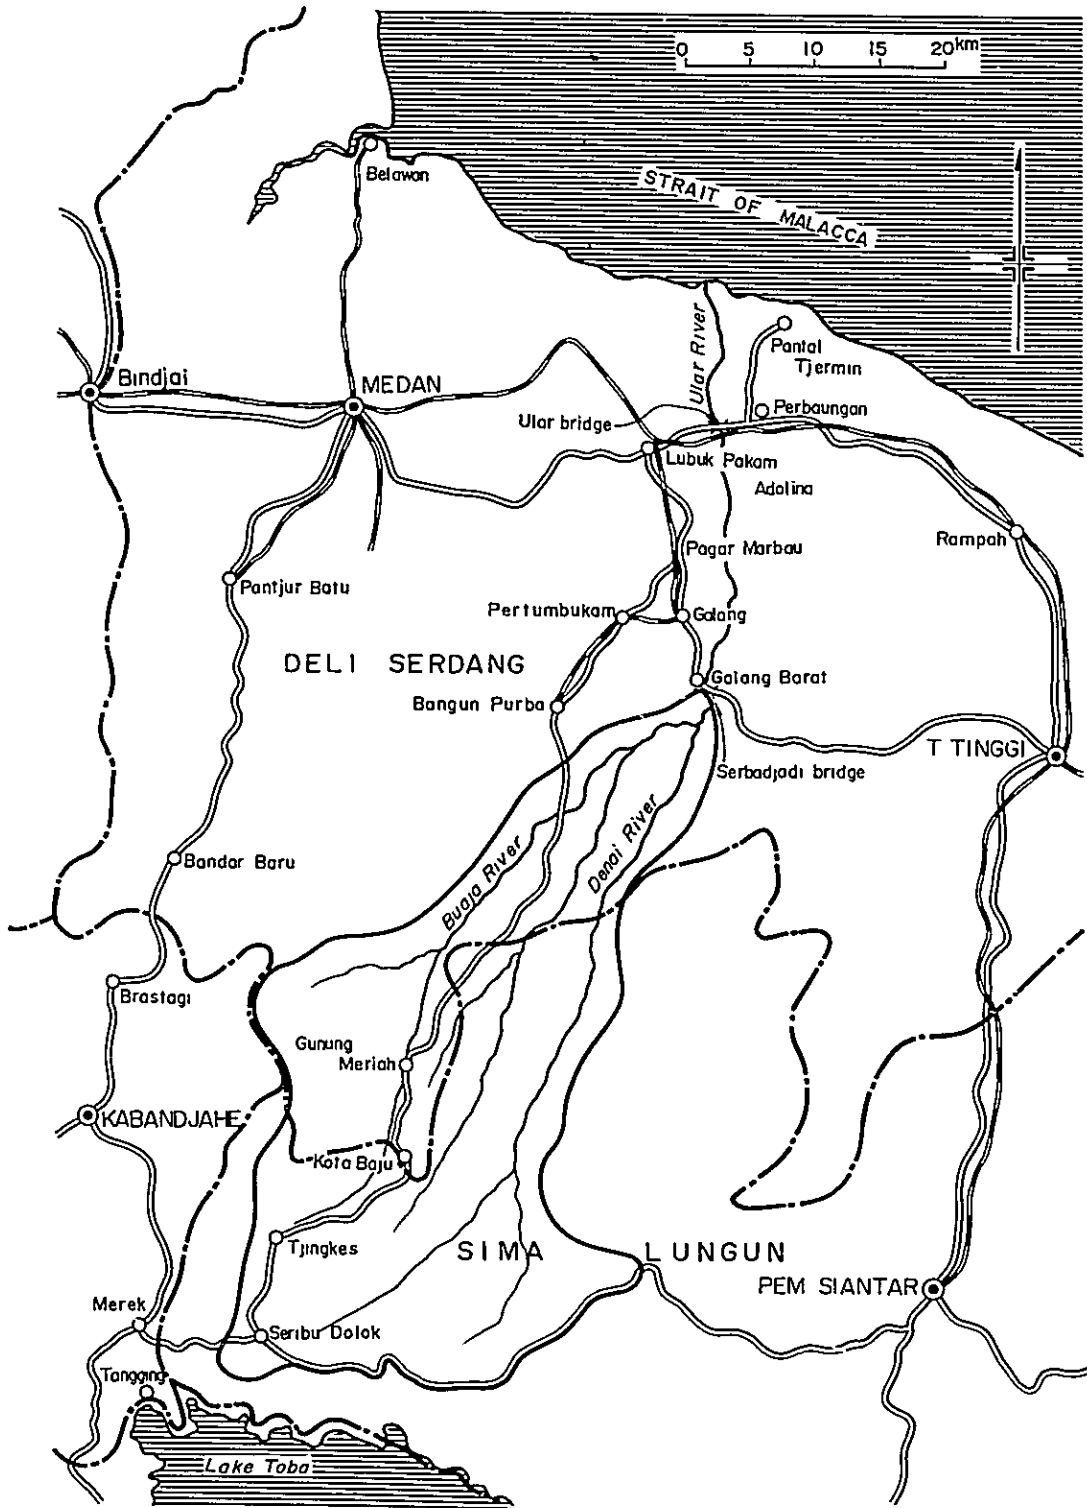 0 5 10 15 20km
Belawan
STRAIT OF MALACCA
Ular River
Pantal
Tjermin
Bindjai
MEDAN
Perbaungan
Ular bridge
Lubuk Pakam
Adolina
Rampah
Pagar Marbau
Pantjur Batu
Pertumbukam
Galang
DELI SERDANG
Galang Barat
Bangun Purba
T TINGGI
Serbadjadi bridge
Denai River
Buaja River
Bandar Baru
Brastagi
Gunung
Meriah
KABANDJAHE
Kota Baju
Tjingkes
SIMA LUNGUN
PEM SIANTAR
Merek
Seribu Dolok
Tangging
Lake Toba